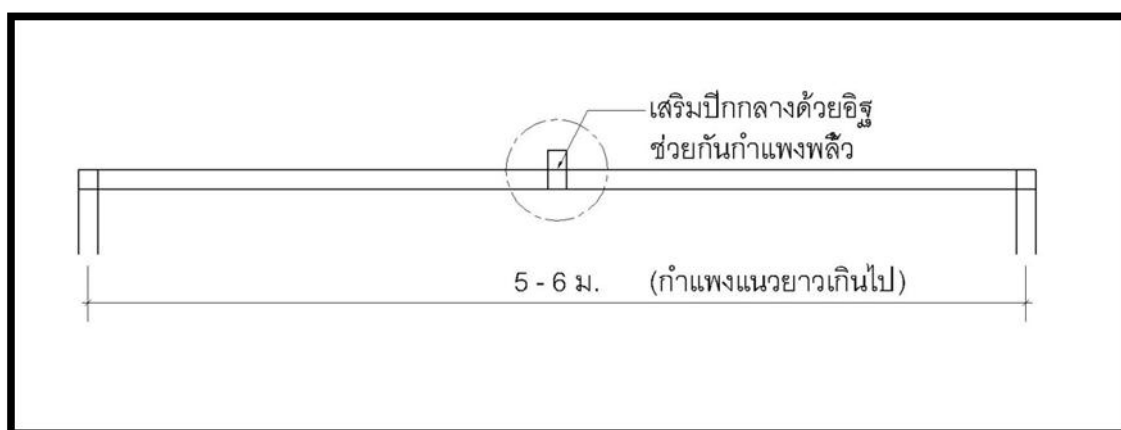 เสริมปีกกลางด้วยอิฐ
ช่วยกันกำแพงพลิ้ว
5 - 6 ม. (กำแพงแนวยาวเกินไป)